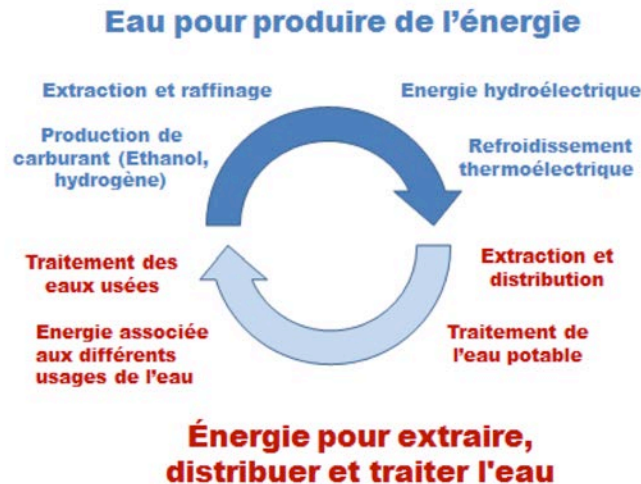 Eau pour produire de l'énergie
Extraction et raffinage
Energie hydroélectrique
Production de
carburant (Ethanol,
hydrogène)
Refroidissement
thermoélectrique
Traitement des
eaux usées
Extraction et
distribution
Energie associée
aux différents
usages de l'eau
Traitement de
l'eau potable
Énergie pour extraire,
distribuer et traiter l'eau